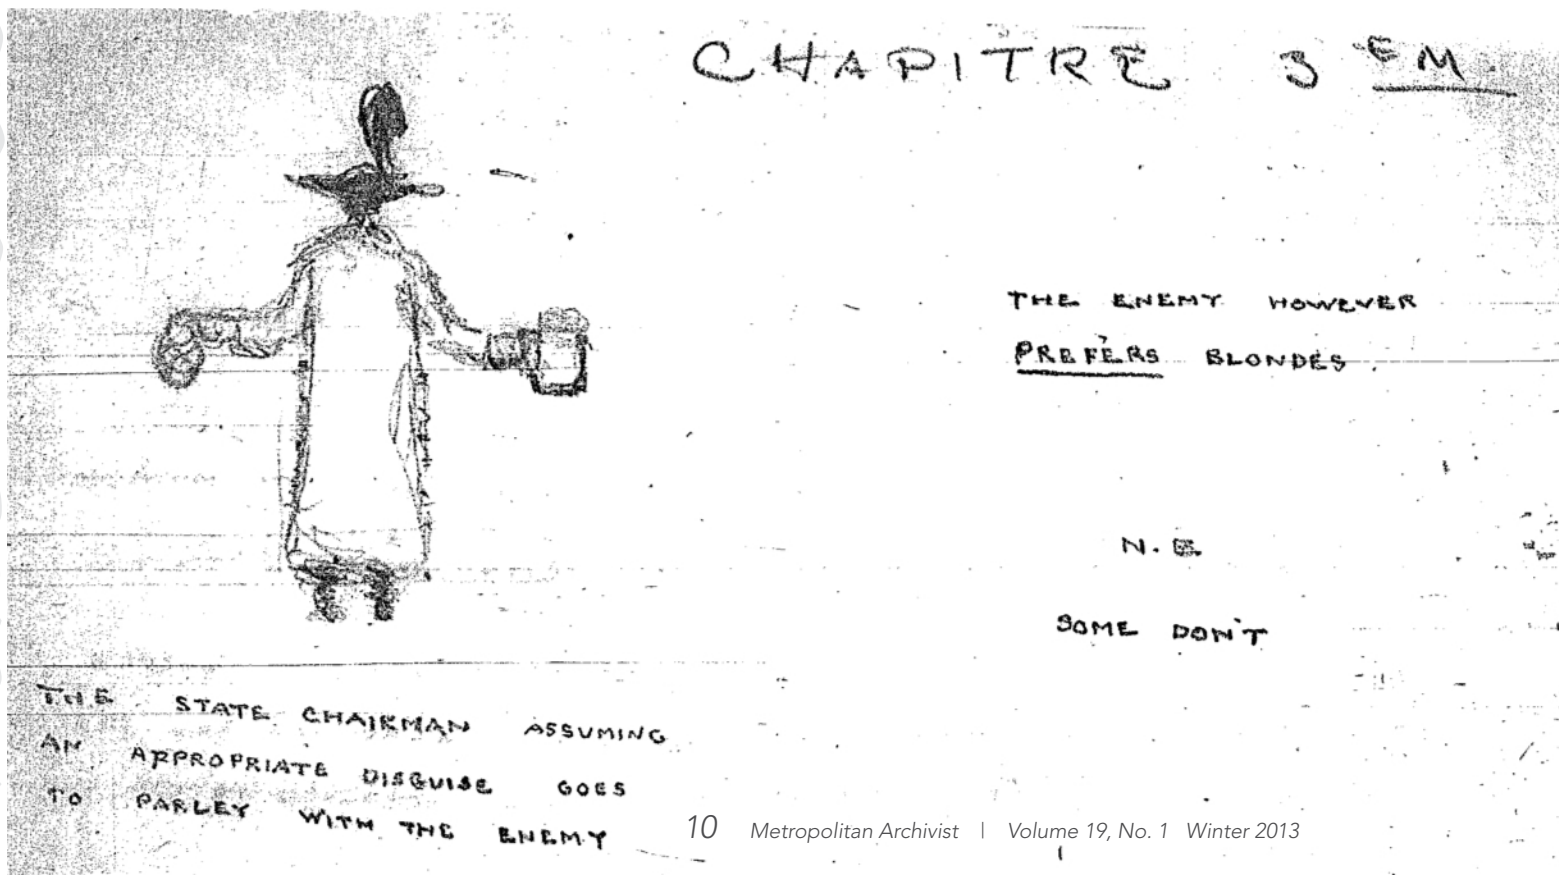 CHAPITRE 3 EM
THE ENEMY HOWEVER
PREFERS BLONDES.
N.B.
SOME DON'T
THE STATE CHAIRMAN ASSUMING
AN APPROPRIATE DISGUISE GOES
TO PARLEY WITH THE ENEMY
10 Metropolitan Archivist | Volume 19, No. 1 Winter 2013